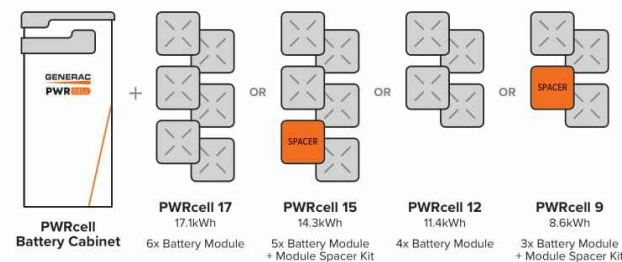 GENERAC
PWRCELL
PWRcell
Battery Cabinet
+
PWRcell 17
17.1kWh
6x Battery Module
OR
SPACER
PWRcell 15
14.3kWh
5x Battery Module
+ Module Spacer Kit
OR
PWRcell 12
11.4kWh
4x Battery Module
OR
SPACER
PWRcell 9
8.6kWh
3x Battery Module
+ Module Spacer Kit